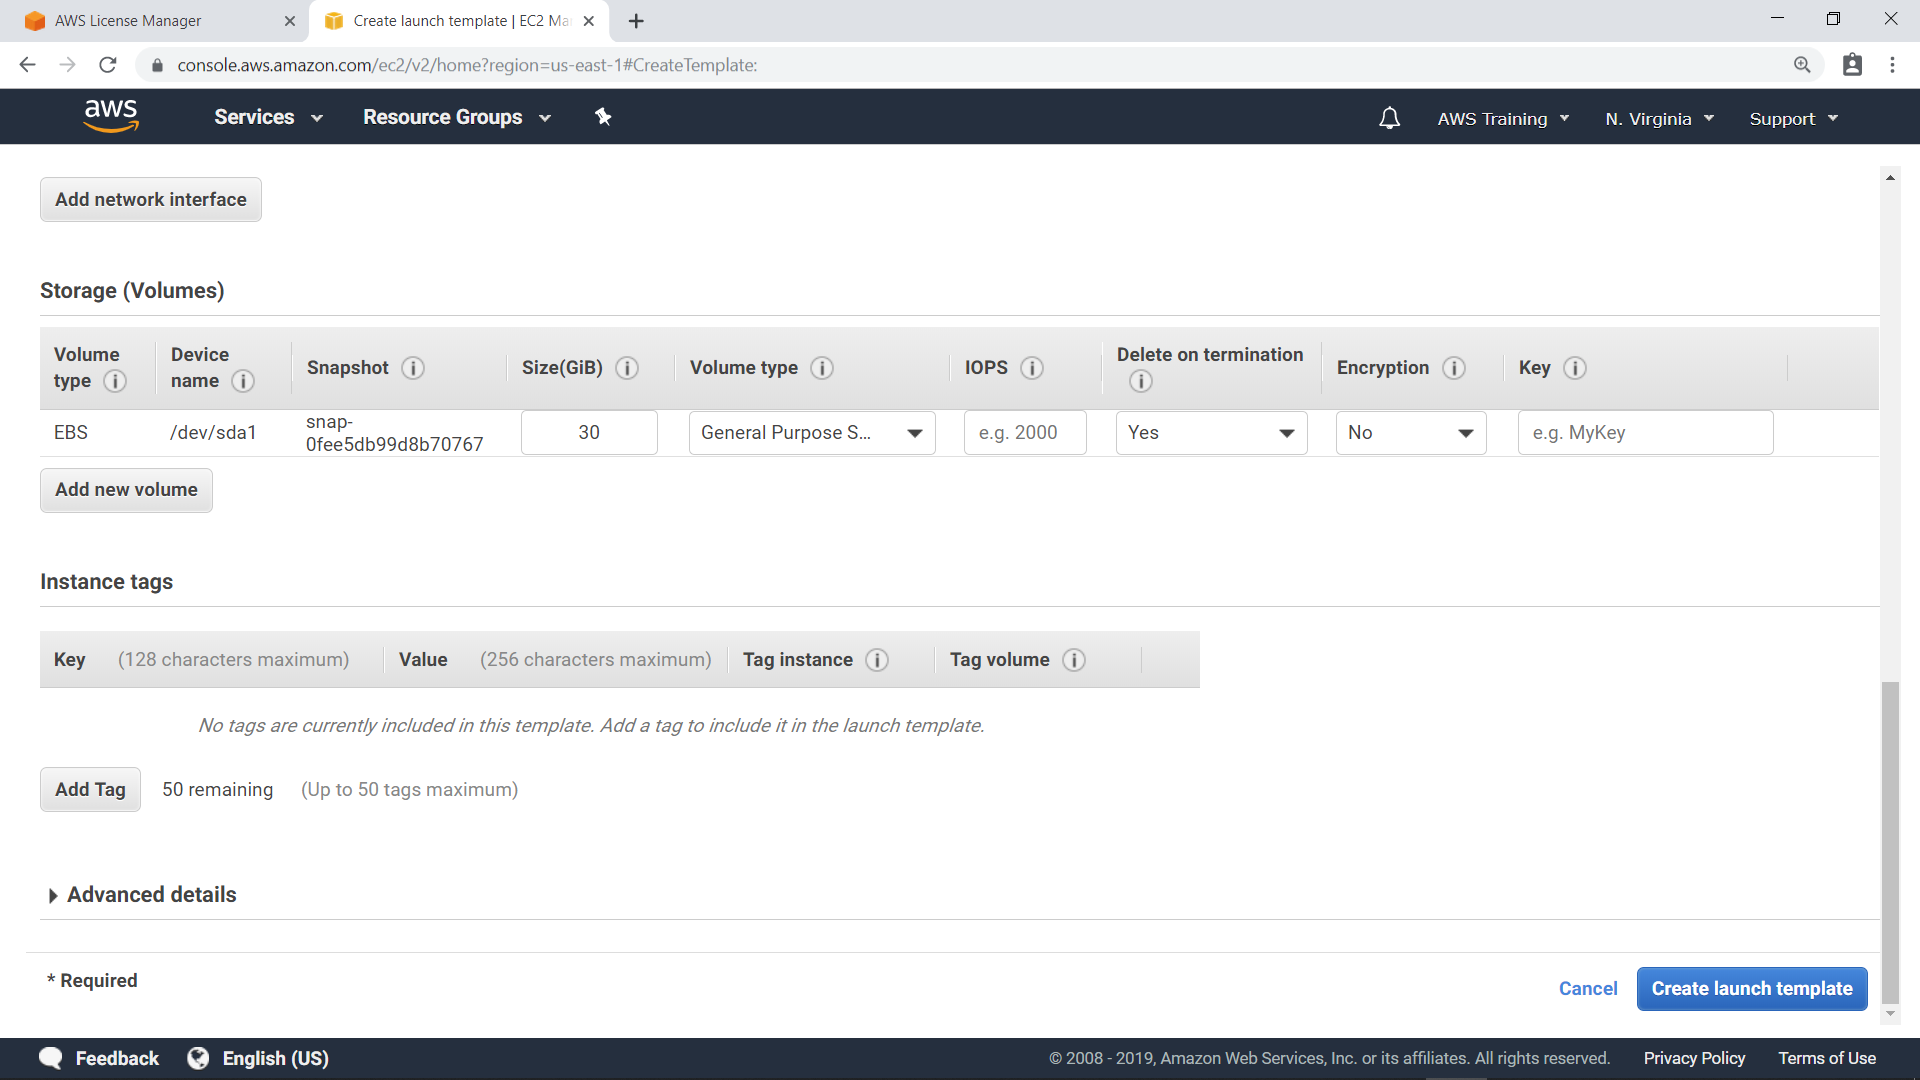 AWS License Manager
Create launch template | EC2 Ma
console.aws.amazon.com/ec2/v2/home?region=us-east-1#CreateTemplate:
aws Services Resource Groups AWS Training N. Virginia Support
Add network interface
Storage (Volumes)
Volume type Device name Snapshot Size(GiB) Volume type IOPS Delete on termination Encryption Key
EBS /dev/sda1 snap-0fee5db99d8b70767 30 General Purpose S... e.g. 2000 Yes No e.g. MyKey
Add new volume
Instance tags
Key (128 characters maximum) Value (256 characters maximum) Tag instance Tag volume
No tags are currently included in this template. Add a tag to include it in the launch template.
Add Tag 50 remaining (Up to 50 tags maximum)
Advanced details
* Required
Cancel Create launch template
Feedback English (US) © 2008 - 2019, Amazon Web Services, Inc. or its affiliates. All rights reserved. Privacy Policy Terms of Use